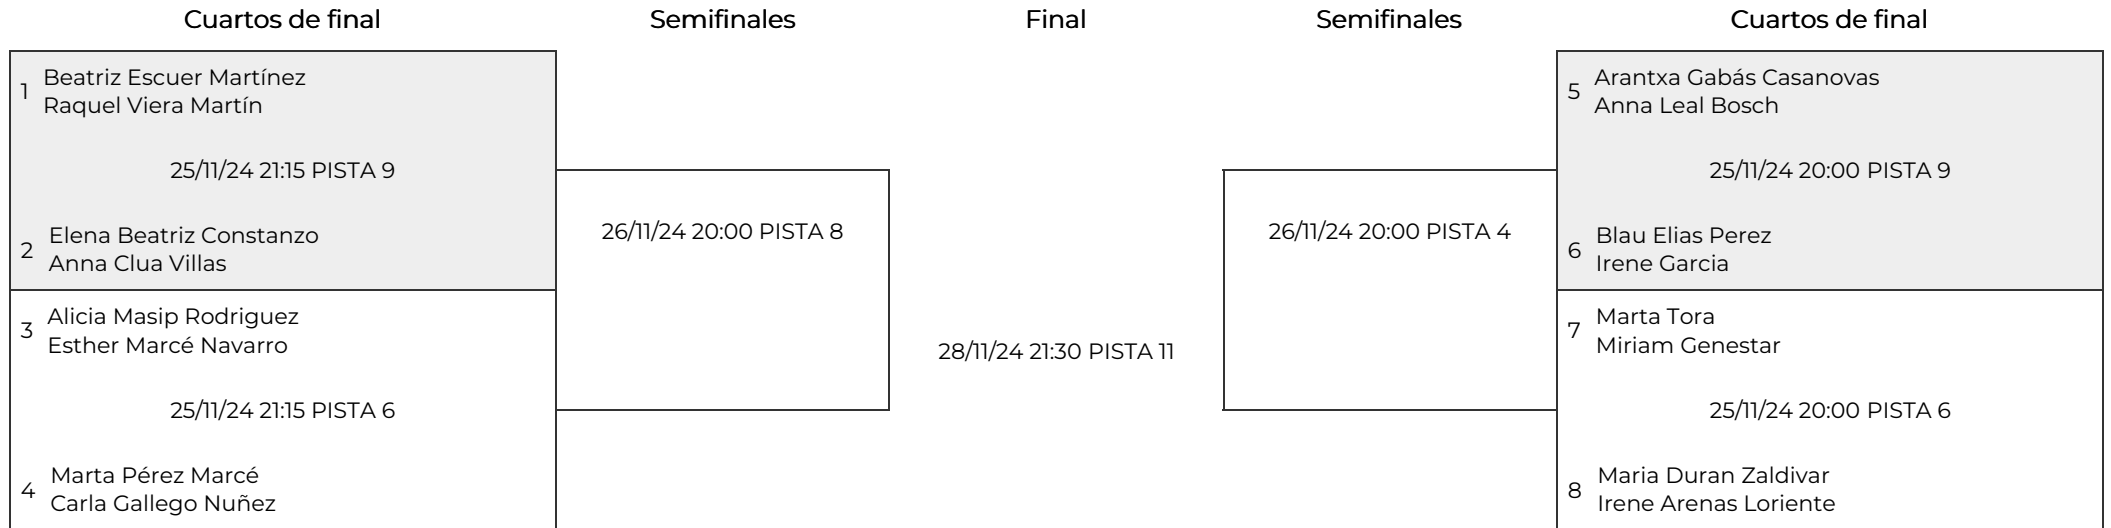 Cuartos de final
Semifinales
Final
Semifinales
Cuartos de final
1
Beatriz Escuer Martínez
Raquel Viera Martín
25/11/24 21:15 PISTA 9
2
Elena Beatriz Constanzo
Anna Clua Villas
3
Alicia Masip Rodriguez
Esther Marcé Navarro
25/11/24 21:15 PISTA 6
4
Marta Pérez Marcé
Carla Gallego Nuñez
26/11/24 20:00 PISTA 8
28/11/24 21:30 PISTA 11
26/11/24 20:00 PISTA 4
5
Arantxa Gabás Casanovas
Anna Leal Bosch
25/11/24 20:00 PISTA 9
6
Blau Elias Perez
Irene Garcia
7
Marta Tora
Miriam Genestar
25/11/24 20:00 PISTA 6
8
Maria Duran Zaldivar
Irene Arenas Loriente